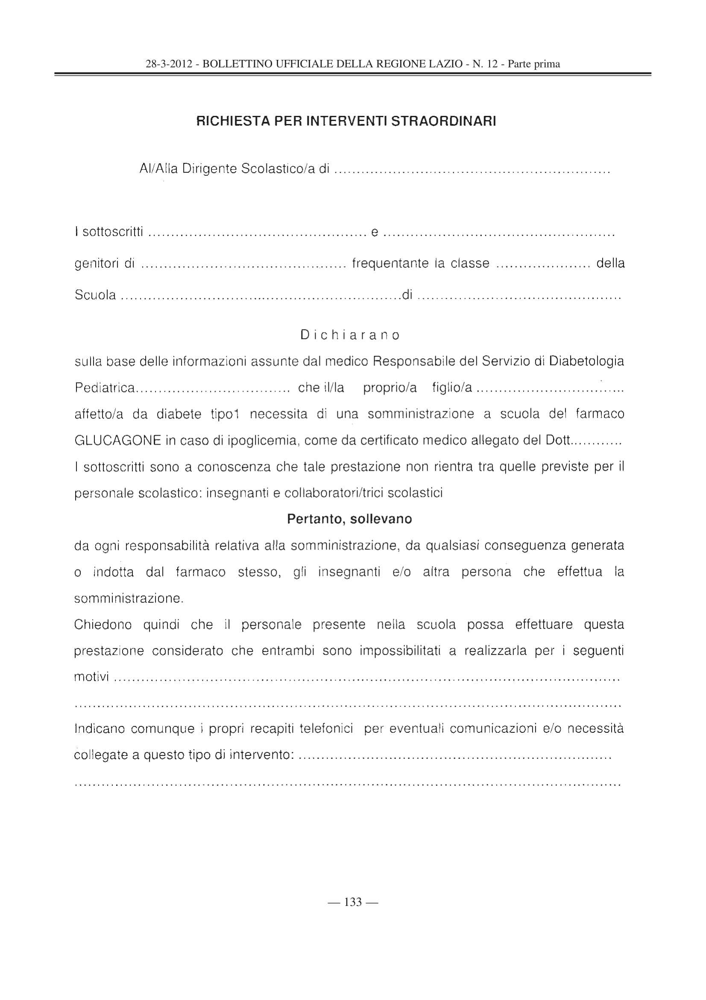 28-3-2012 - BOLLETTINO UFFICIALE DELLA REGIONE LAZIO - N. 12 - Parte prima
RICHIESTA PER INTERVENTI STRAORDINARI
Al/Alla Dirigente Scolastico/a di ............................................................
I sottoscritti ................................................ e ...................................................
genitori di ............................................. frequentante la classe ..................... della
Scuola ..............................................................di .............................................
Dichiarano
sulla base delle informazioni assunte dal medico Responsabile del Servizio di Diabetologia
Pediatrica.................................. che il/la proprio/a figlio/a .................................
affetto/a da diabete tipo1 necessita di una somministrazione a scuola del farmaco
GLUCAGONE in caso di ipoglicemia, come da certificato medico allegato del Dott............
I sottoscritti sono a conoscenza che tale prestazione non rientra tra quelle previste per il
personale scolastico: insegnanti e collaboratori/trici scolastici
Pertanto, sollevano
da ogni responsabilità relativa alla somministrazione, da qualsiasi conseguenza generata
o indotta dal farmaco stesso, gli insegnanti e/o altra persona che effettua la
somministrazione.
Chiedono quindi che il personale presente nella scuola possa effettuare questa
prestazione considerato che entrambi sono impossibilitati a realizzarla per i seguenti
motivi ................................................................................................................
.........................................................................................................................
Indicano comunque i propri recapiti telefonici per eventuali comunicazioni e/o necessità
collegate a questo tipo di intervento: .....................................................................
.........................................................................................................................
— 133 —